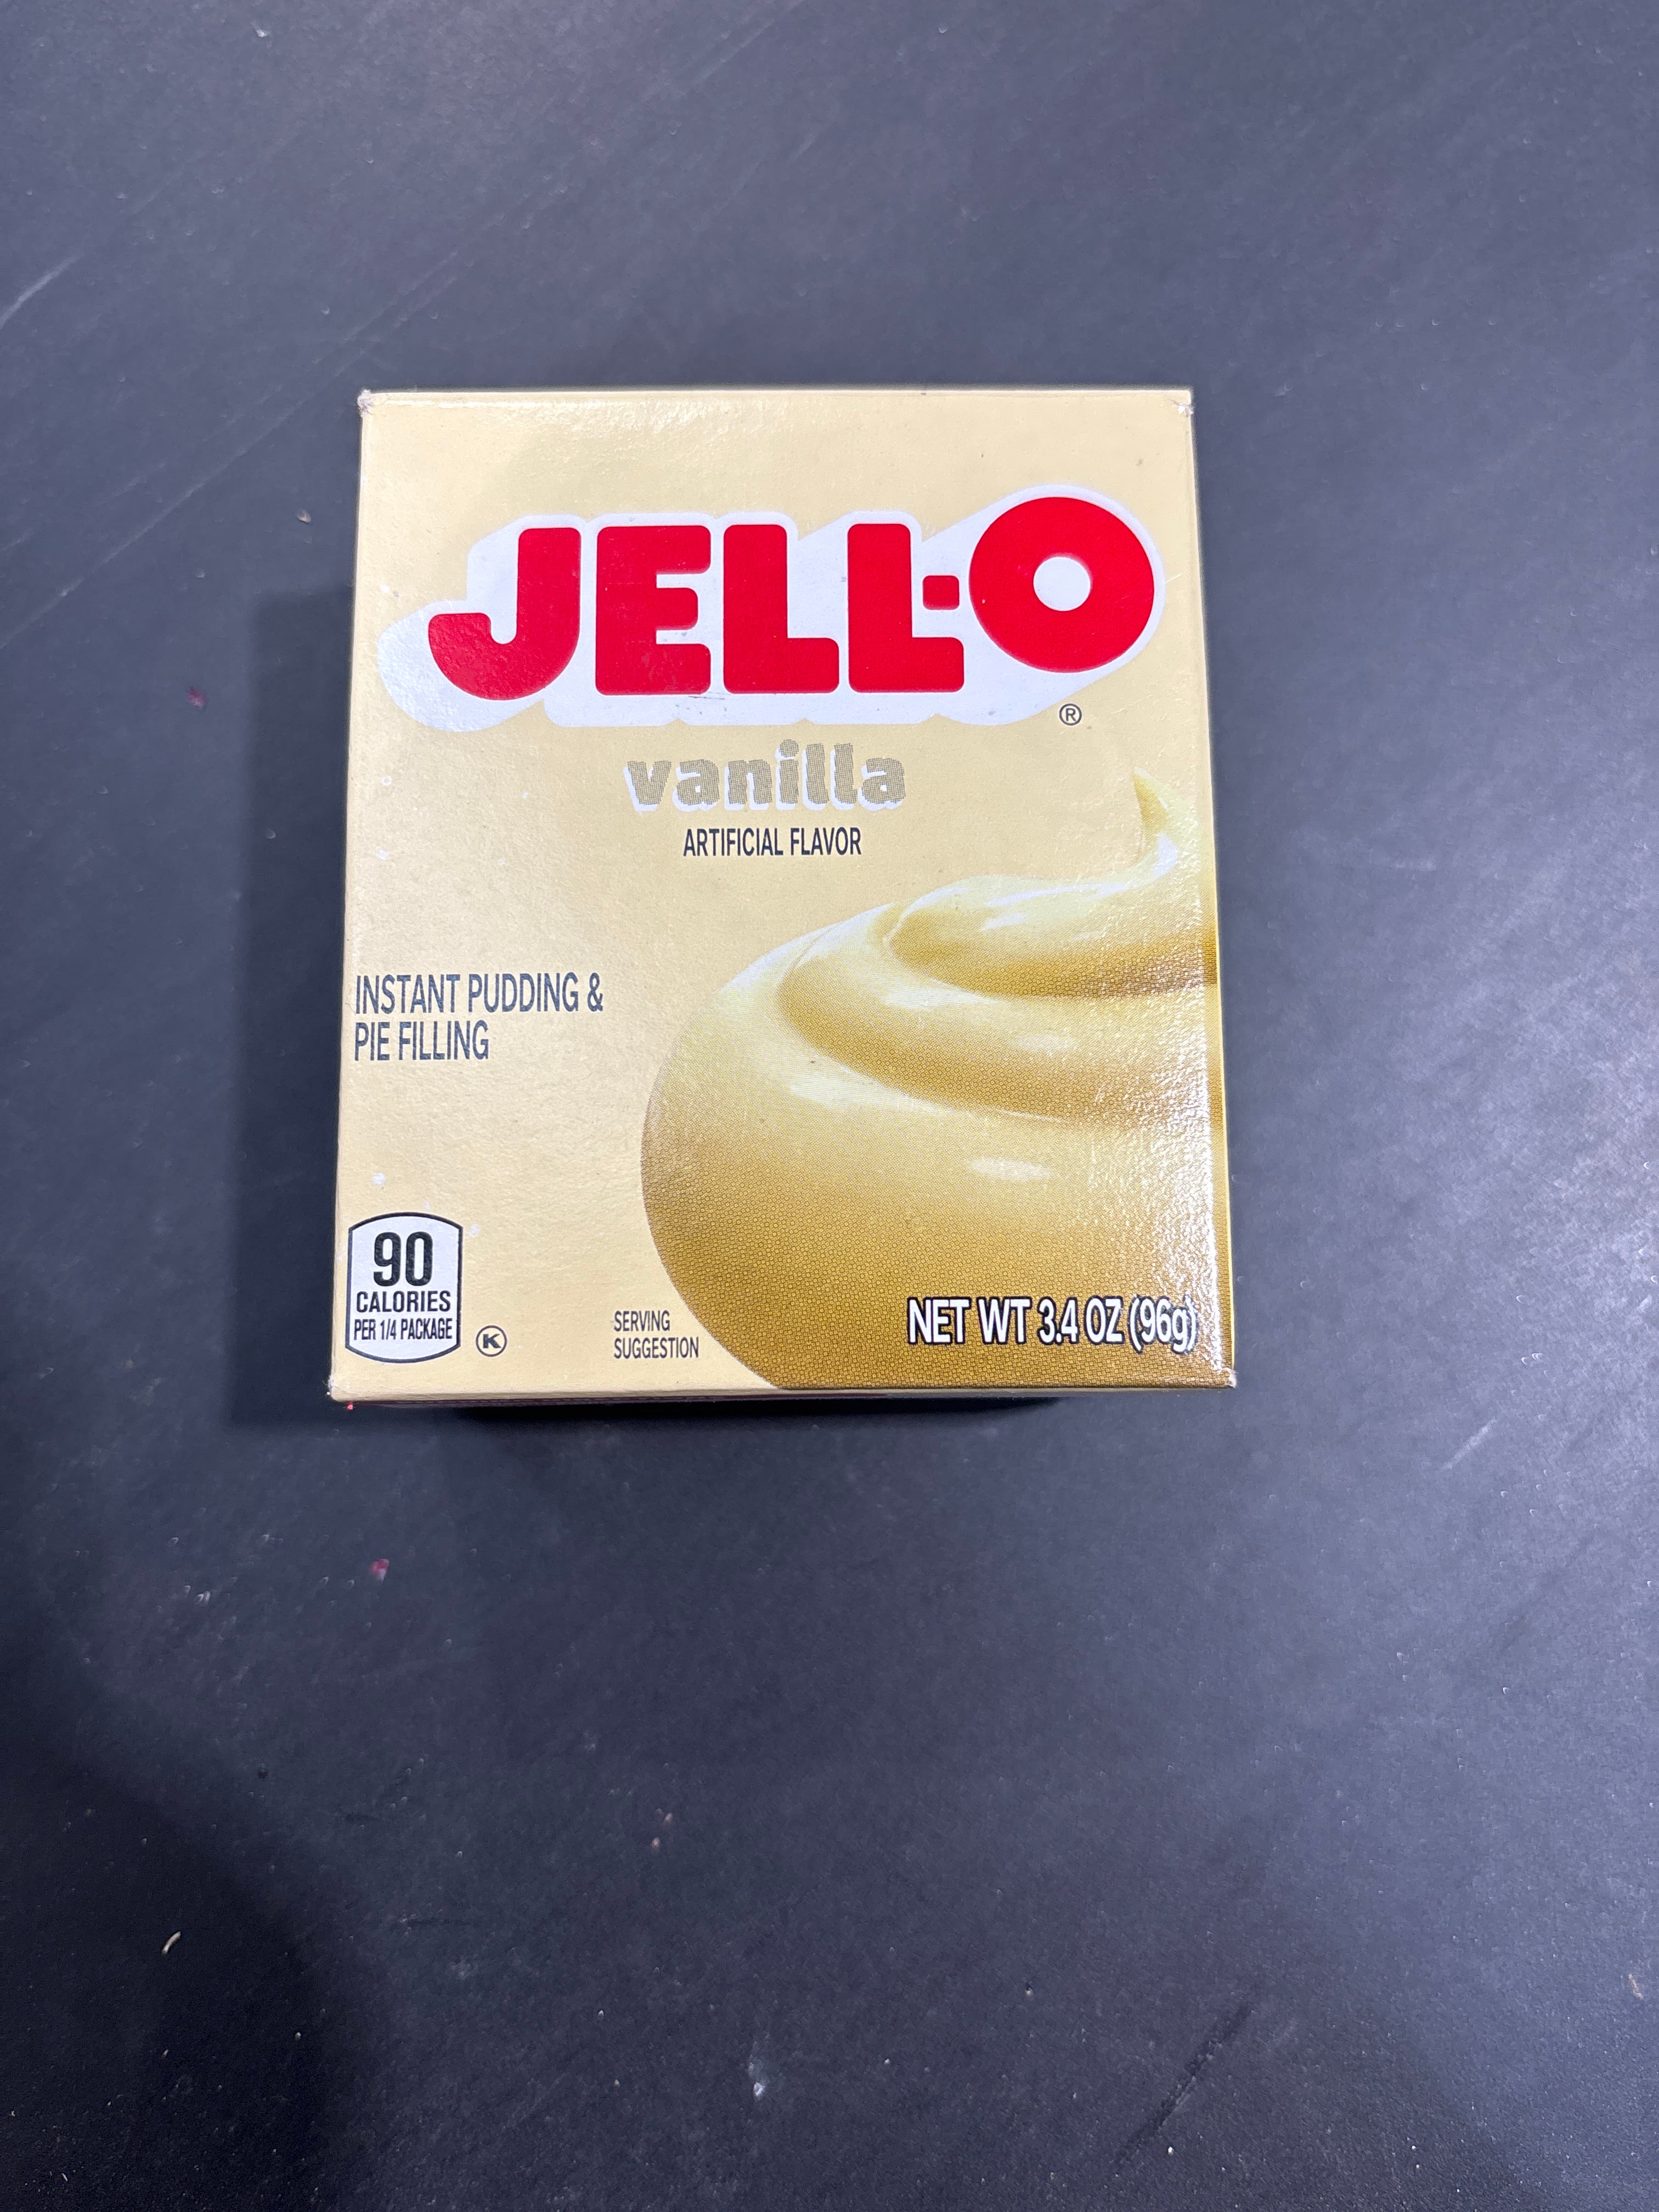 JELL-O
®
vanilla
ARTIFICIAL FLAVOR
INSTANT PUDDING &
PIE FILLING
90
CALORIES
PER 1/4 PACKAGE
K
SERVING
SUGGESTION
NET WT 3.4 OZ (96g)